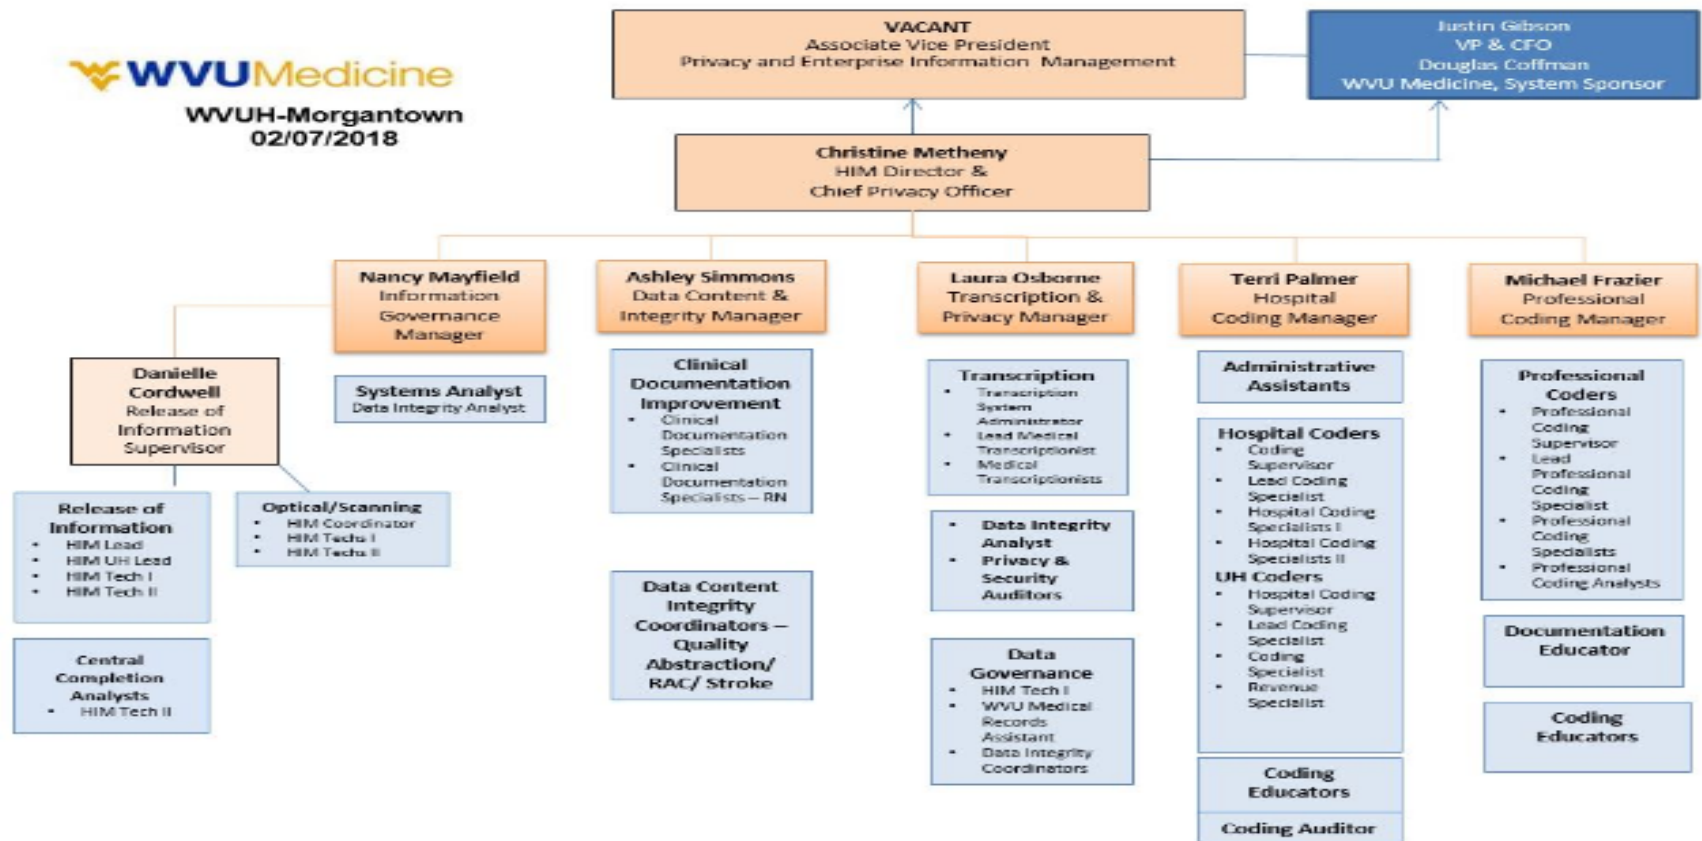 VACANT
Associate Vice President
Privacy and Enterprise Information Management
Justin Gibson
VP & CFO
Douglas Coffman
WVU Medicine, System Sponsor
WVUMedicine
WVUH-Morgantown
02/07/2018
Christine Metheny
HIM Director &
Chief Privacy Officer
Nancy Mayfield
Information
Governance
Manager
Ashley Simmons
Data Content &
Integrity Manager
Laura Osborne
Transcription &
Privacy Manager
Terri Palmer
Hospital
Coding Manager
Michael Frazier
Professional
Coding Manager
Danielle
Cordwell
Release of
Information
Supervisor
Systems Analyst
Data Integrity Analyst
Release of
Information
• HIM Lead
• HIM UH Lead
• HIM Tech I
• HIM Tech II
Optical/Scanning
• HIM Coordinator
• HIM Techs I
• HIM Techs II
Central
Completion
Analysts
• HIM Tech II
Clinical
Documentation
Improvement
• Clinical
Documentation
Specialists
• Clinical
Documentation
Specialists – RN
Data Content
Integrity
Coordinators –
Quality
Abstraction/
RAC/ Stroke
Transcription
• Transcription
System
Administrator
• Lead Medical
Transcriptionist
• Medical
Transcriptionists
• Data Integrity
Analyst
• Privacy &
Security
Auditors
Data
Governance
• HIM Tech I
• WVU Medical
Records
Assistant
• Data Integrity
Coordinators
Administrative
Assistants
Hospital Coders
• Coding
Supervisor
• Lead Coding
Specialist
• Hospital Coding
Specialists I
• Hospital Coding
Specialists II
UH Coders
• Hospital Coding
Supervisor
• Lead Coding
Specialist
• Coding
Specialist
• Revenue
Specialist
Coding
Educators
Coding Auditor
Professional
Coders
• Professional
Coding
Supervisor
• Lead
Professional
Coding
Specialist
• Professional
Coding
Specialists
• Professional
Coding Analysts
Documentation
Educator
Coding
Educators